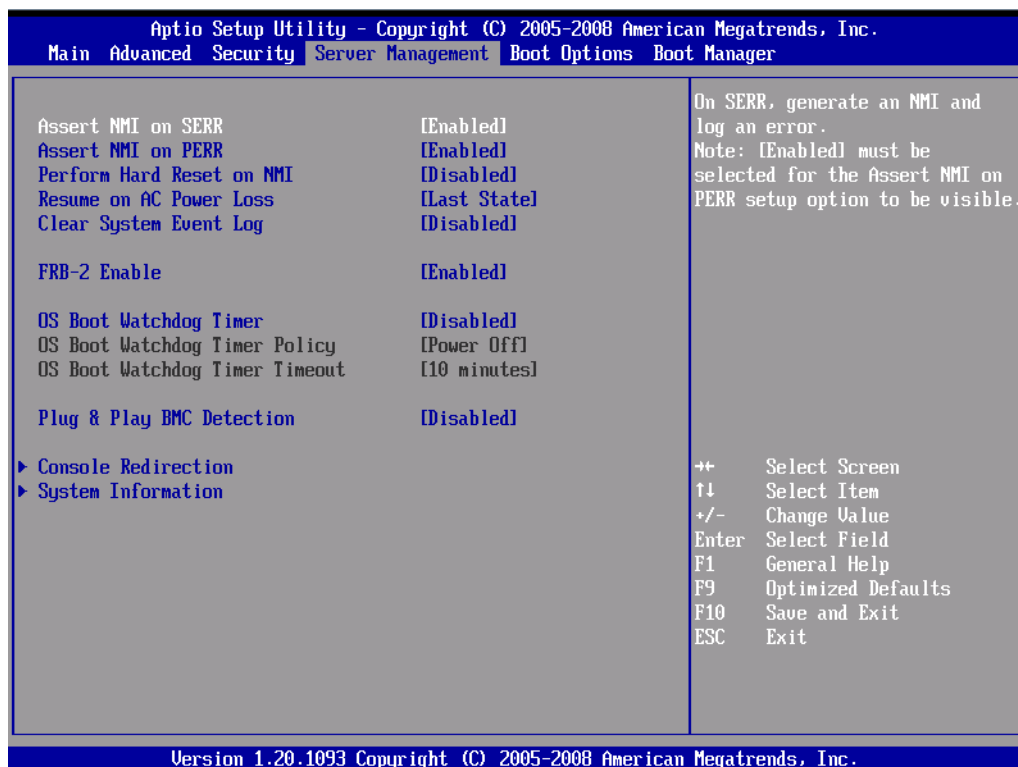 Aptio Setup Utility - Copyright (C) 2005-2008 American Megatrends, Inc.
Main Advanced Security Server Management Boot Options Boot Manager
Assert NMI on SERR [Enabled]
Assert NMI on PERR [Enabled]
Perform Hard Reset on NMI [Disabled]
Resume on AC Power Loss [Last State]
Clear System Event Log [Disabled]
FRB-2 Enable [Enabled]
OS Boot Watchdog Timer [Disabled]
OS Boot Watchdog Timer Policy [Power Off]
OS Boot Watchdog Timer Timeout [10 minutes]
Plug & Play BMC Detection [Disabled]
Console Redirection
System Information
On SERR, generate an NMI and
log an error.
Note: [Enabled] must be
selected for the Assert NMI on
PERR setup option to be visible.
→← Select Screen
↑↓ Select Item
+/- Change Value
Enter Select Field
F1 General Help
F9 Optimized Defaults
F10 Save and Exit
ESC Exit
Version 1.20.1093 Copyright (C) 2005-2008 American Megatrends, Inc.